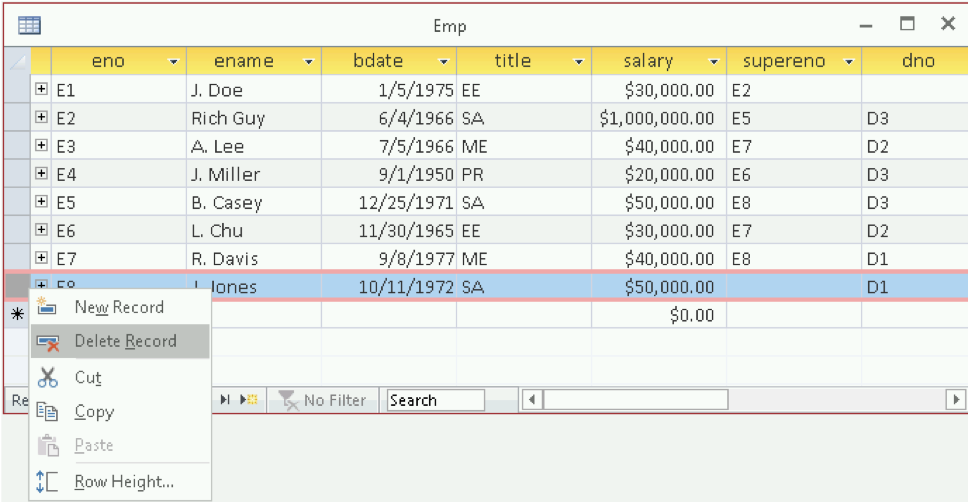 Emp
eno ename bdate title salary supereno dno
E1 J. Doe 1/5/1975 EE $30,000.00 E2
E2 Rich Guy 6/4/1966 SA $1,000,000.00 E5 D3
E3 A. Lee 7/5/1966 ME $40,000.00 E7 D2
E4 J. Miller 9/1/1950 PR $20,000.00 E6 D3
E5 B. Casey 12/25/1971 SA $50,000.00 E8 D3
E6 L. Chu 11/30/1965 EE $30,000.00 E7 D2
E7 R. Davis 9/8/1977 ME $40,000.00 E8 D1
E8 J. Jones 10/11/1972 SA $50,000.00 D1
$0.00
New Record
Delete Record
Cut
Copy
Paste
Row Height...
Re No Filter Search